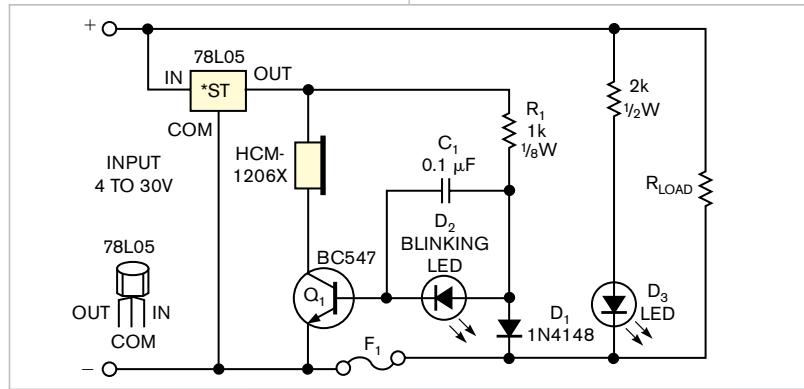 +
78L05
IN
*ST
OUT
COM
INPUT
4 TO 30V
HCM-
1206X
R₁
1k
⅛W
C₁
0.1 μF
2k
½W
R_LOAD
D₂
BLINKING
LED
BC547
Q₁
78L05
OUT
IN
COM
D₁
1N4148
D₃
LED
F₁
−